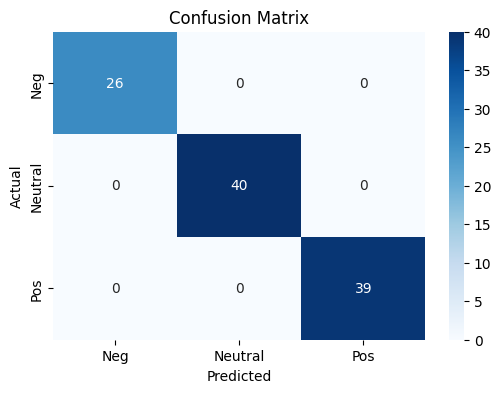 Confusion Matrix
Actual
Neg
Neutral
Pos
26 0 0
0 40 0
0 0 39
Neg Neutral Pos
Predicted
40
35
30
25
20
15
10
5
0